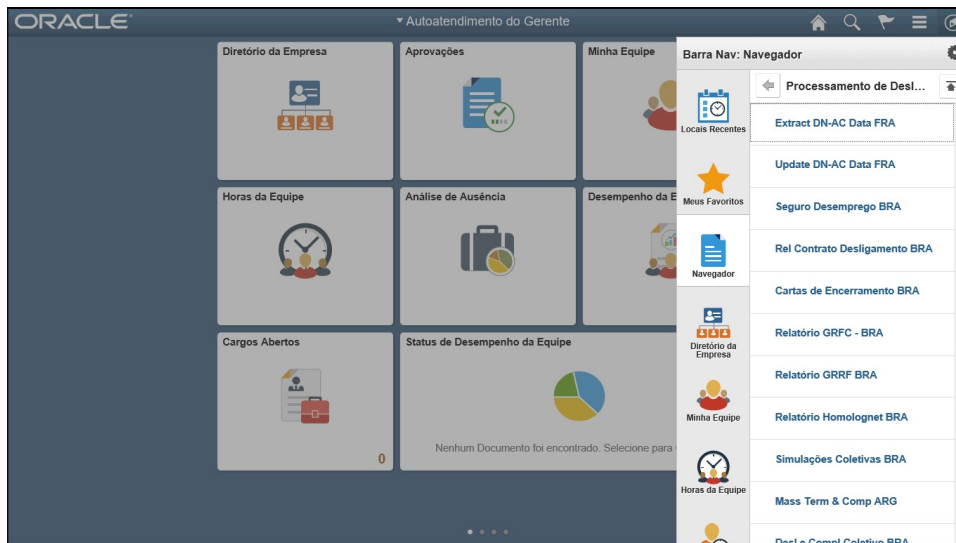 ORACLE
Autoatendimento do Gerente
Diretório da Empresa
Aprovações
Minha Equipe
Horas da Equipe
Análise de Ausência
Desempenho da E
Cargos Abertos
0
Status de Desempenho da Equipe
Nenhum Documento foi encontrado. Selecione para
Barra Nav: Navegador
Locais Recentes
Meus Favoritos
Navegador
Diretório da
Empresa
Minha Equipe
Horas da Equipe
Processamento de Desl...
Extract DN-AC Data FRA
Update DN-AC Data FRA
Seguro Desemprego BRA
Rel Contrato Desligamento BRA
Cartas de Encerramento BRA
Relatório GRFC - BRA
Relatório GRRF BRA
Relatório Homolognet BRA
Simulações Coletivas BRA
Mass Term & Comp ARG
Desl e Compl Coletivo BRA